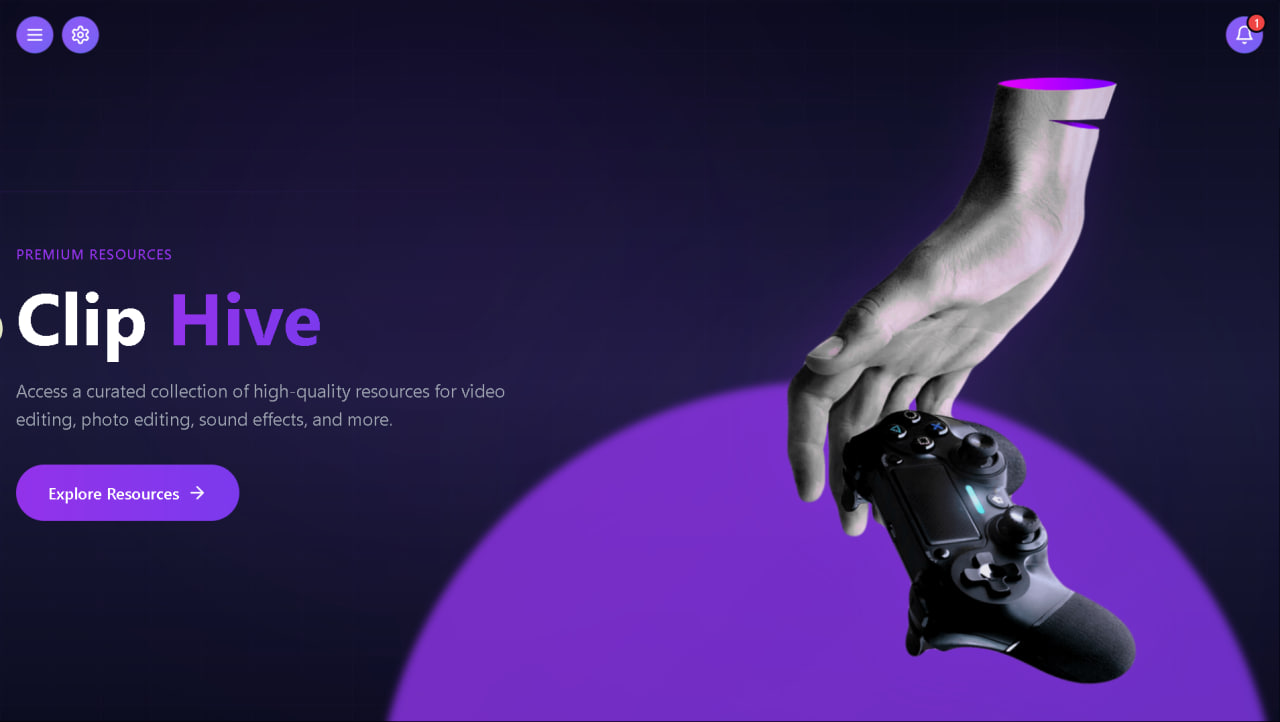 1
PREMIUM RESOURCES
Clip Hive
Access a curated collection of high-quality resources for video
editing, photo editing, sound effects, and more.
Explore Resources